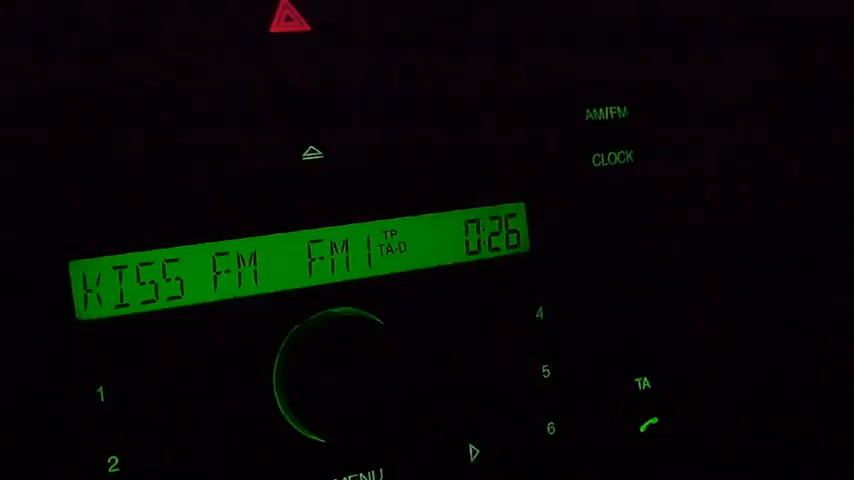 AM/FM
CLOCK
KISS FM FM1 TP TA-D 0:26
4
1
5
TA
2
6
MENU